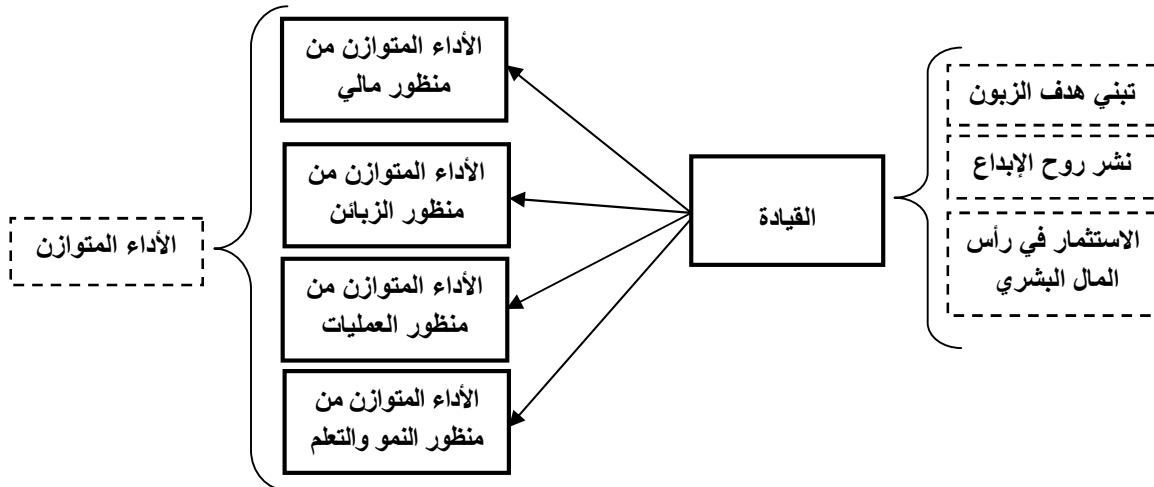 تبني هدف الزبون
نشر روح الإبداع
الاستثمار في رأس
المال البشري
القيادة
الأداء المتوازن من
منظور مالي
الأداء المتوازن من
منظور الزبائن
الأداء المتوازن من
منظور العمليات
الأداء المتوازن من
منظور النمو والتعلم
الأداء المتوازن